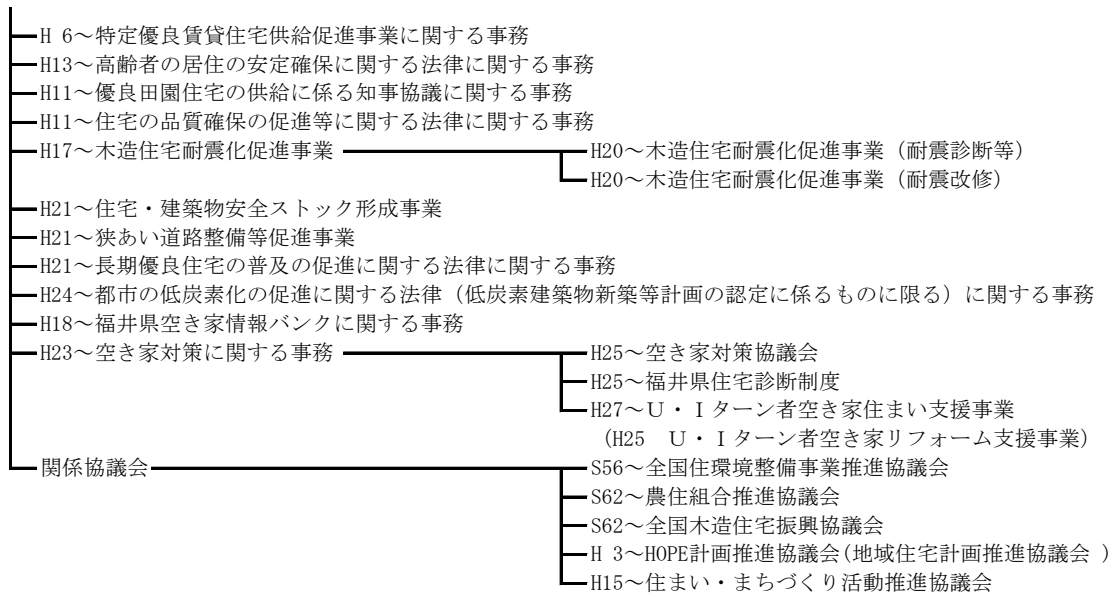 H 6～特定優良賃貸住宅供給促進事業に関する事務
H13～高齢者の居住の安定確保に関する法律に関する事務
H11～優良田園住宅の供給に係る知事協議に関する事務
H11～住宅の品質確保の促進等に関する法律に関する事務
H17～木造住宅耐震化促進事業 H20～木造住宅耐震化促進事業（耐震診断等）
H20～木造住宅耐震化促進事業（耐震改修）
H21～住宅・建築物安全ストック形成事業
H21～狭あい道路整備等促進事業
H21～長期優良住宅の普及の促進に関する法律に関する事務
H24～都市の低炭素化の促進に関する法律（低炭素建築物新築等計画の認定に係るものに限る）に関する事務
H18～福井県空き家情報バンクに関する事務
H23～空き家対策に関する事務 H25～空き家対策協議会
H25～福井県住宅診断制度
H27～Ｕ・Ｉターン者空き家住まい支援事業
（H25　Ｕ・Ｉターン者空き家リフォーム支援事業）
関係協議会 S56～全国住環境整備事業推進協議会
S62～農住組合推進協議会
S62～全国木造住宅振興協議会
H 3～HOPE計画推進協議会(地域住宅計画推進協議会 )
H15～住まい・まちづくり活動推進協議会